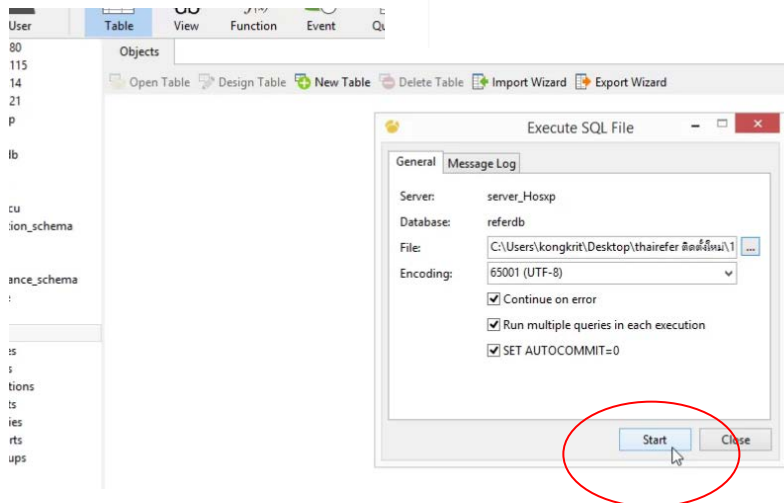 User
Table
View
Function
Event
80
115
14
21
p
lb
cu
tion_schema
ance_schema
es
s
tions
ts
ies
rts
ups
Objects
Open Table
Design Table
New Table
Delete Table
Import Wizard
Export Wizard
Execute SQL File
General
Message Log
Server: server_Hosxp
Database: referdb
File: C:\Users\kongkrit\Desktop\thairefer ติดตั้งใหม่\1 ...
Encoding: 65001 (UTF-8)
Continue on error
Run multiple queries in each execution
SET AUTOCOMMIT=0
Start
Close